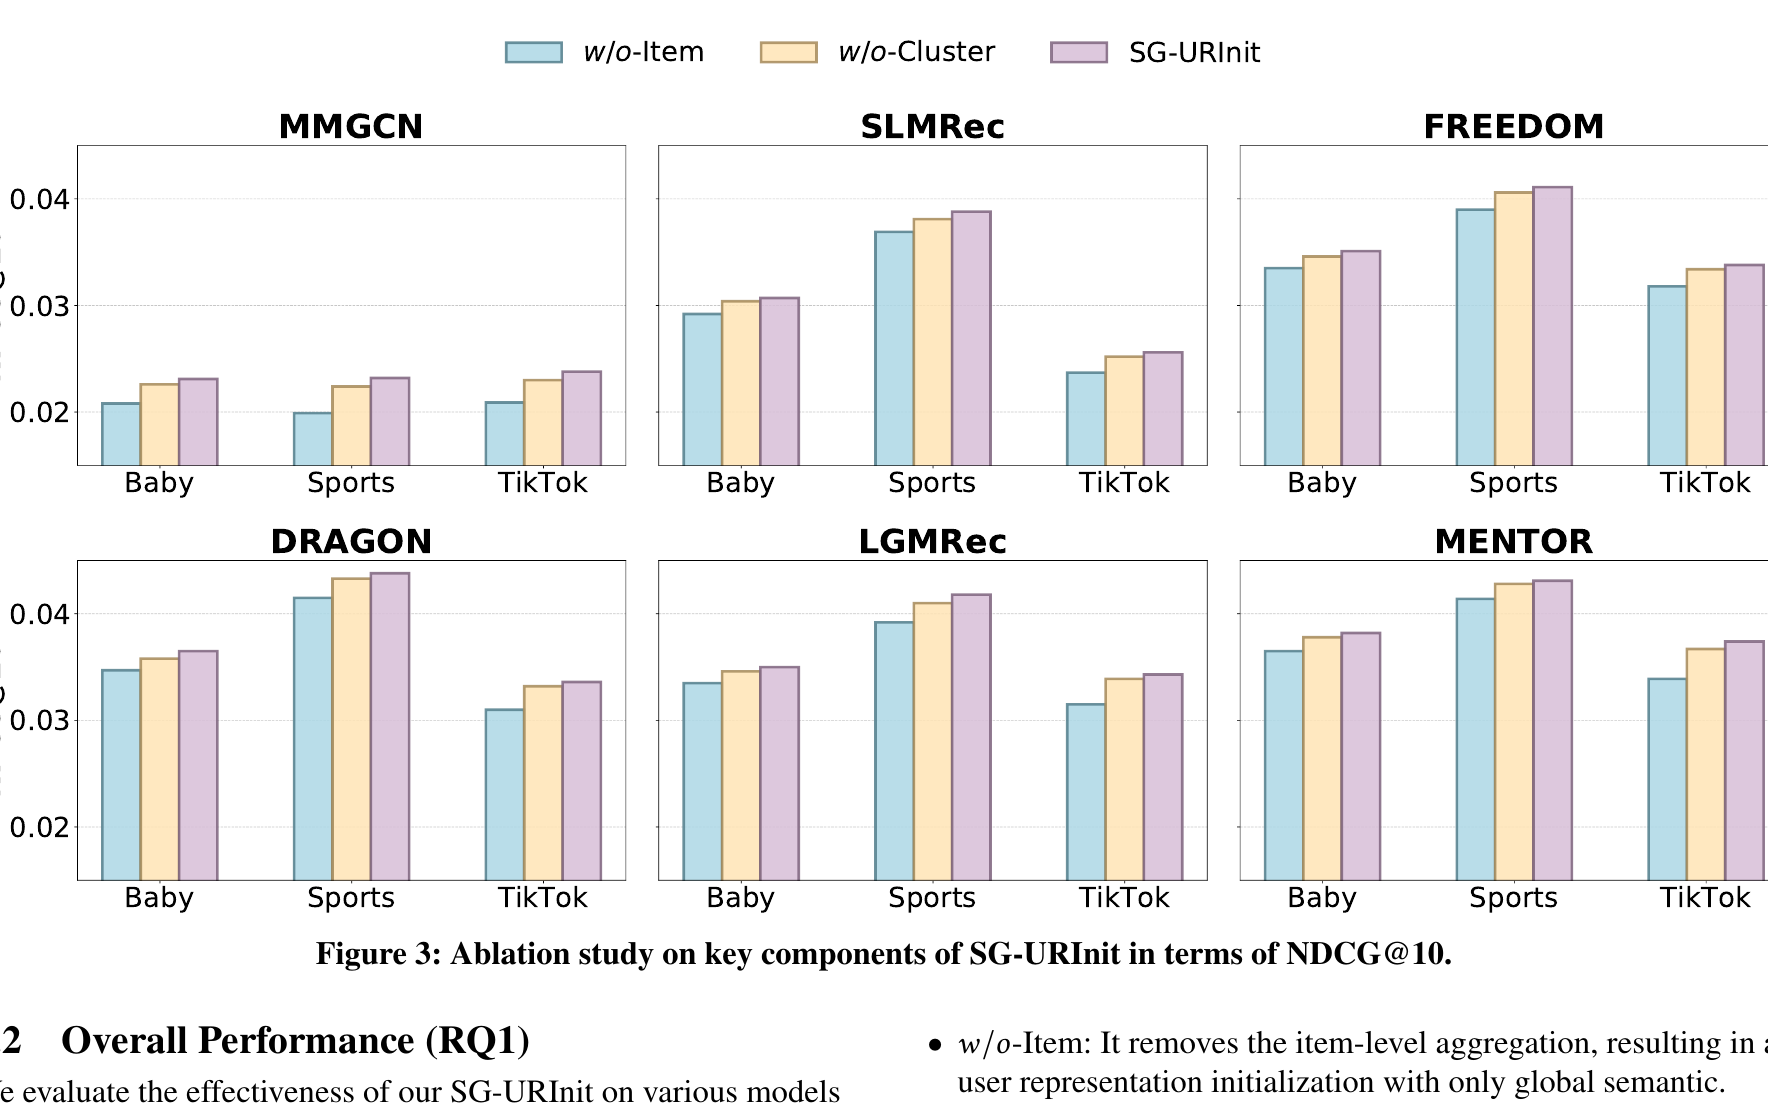 w/o-Item w/o-Cluster SG-URInit
MMGCN SLMRec FREEDOM
0.04
0.03
0.02
Baby Sports TikTok Baby Sports TikTok Baby Sports TikTok
DRAGON LGMRec MENTOR
0.04
0.03
0.02
Baby Sports TikTok Baby Sports TikTok Baby Sports TikTok
Figure 3: Ablation study on key components of SG-URInit in terms of NDCG@10.
.2 Overall Performance (RQ1)
evaluate the effectiveness of our SG-URInit on various models
• w/o-Item: It removes the item-level aggregation, resulting in
user representation initialization with only global semantic.